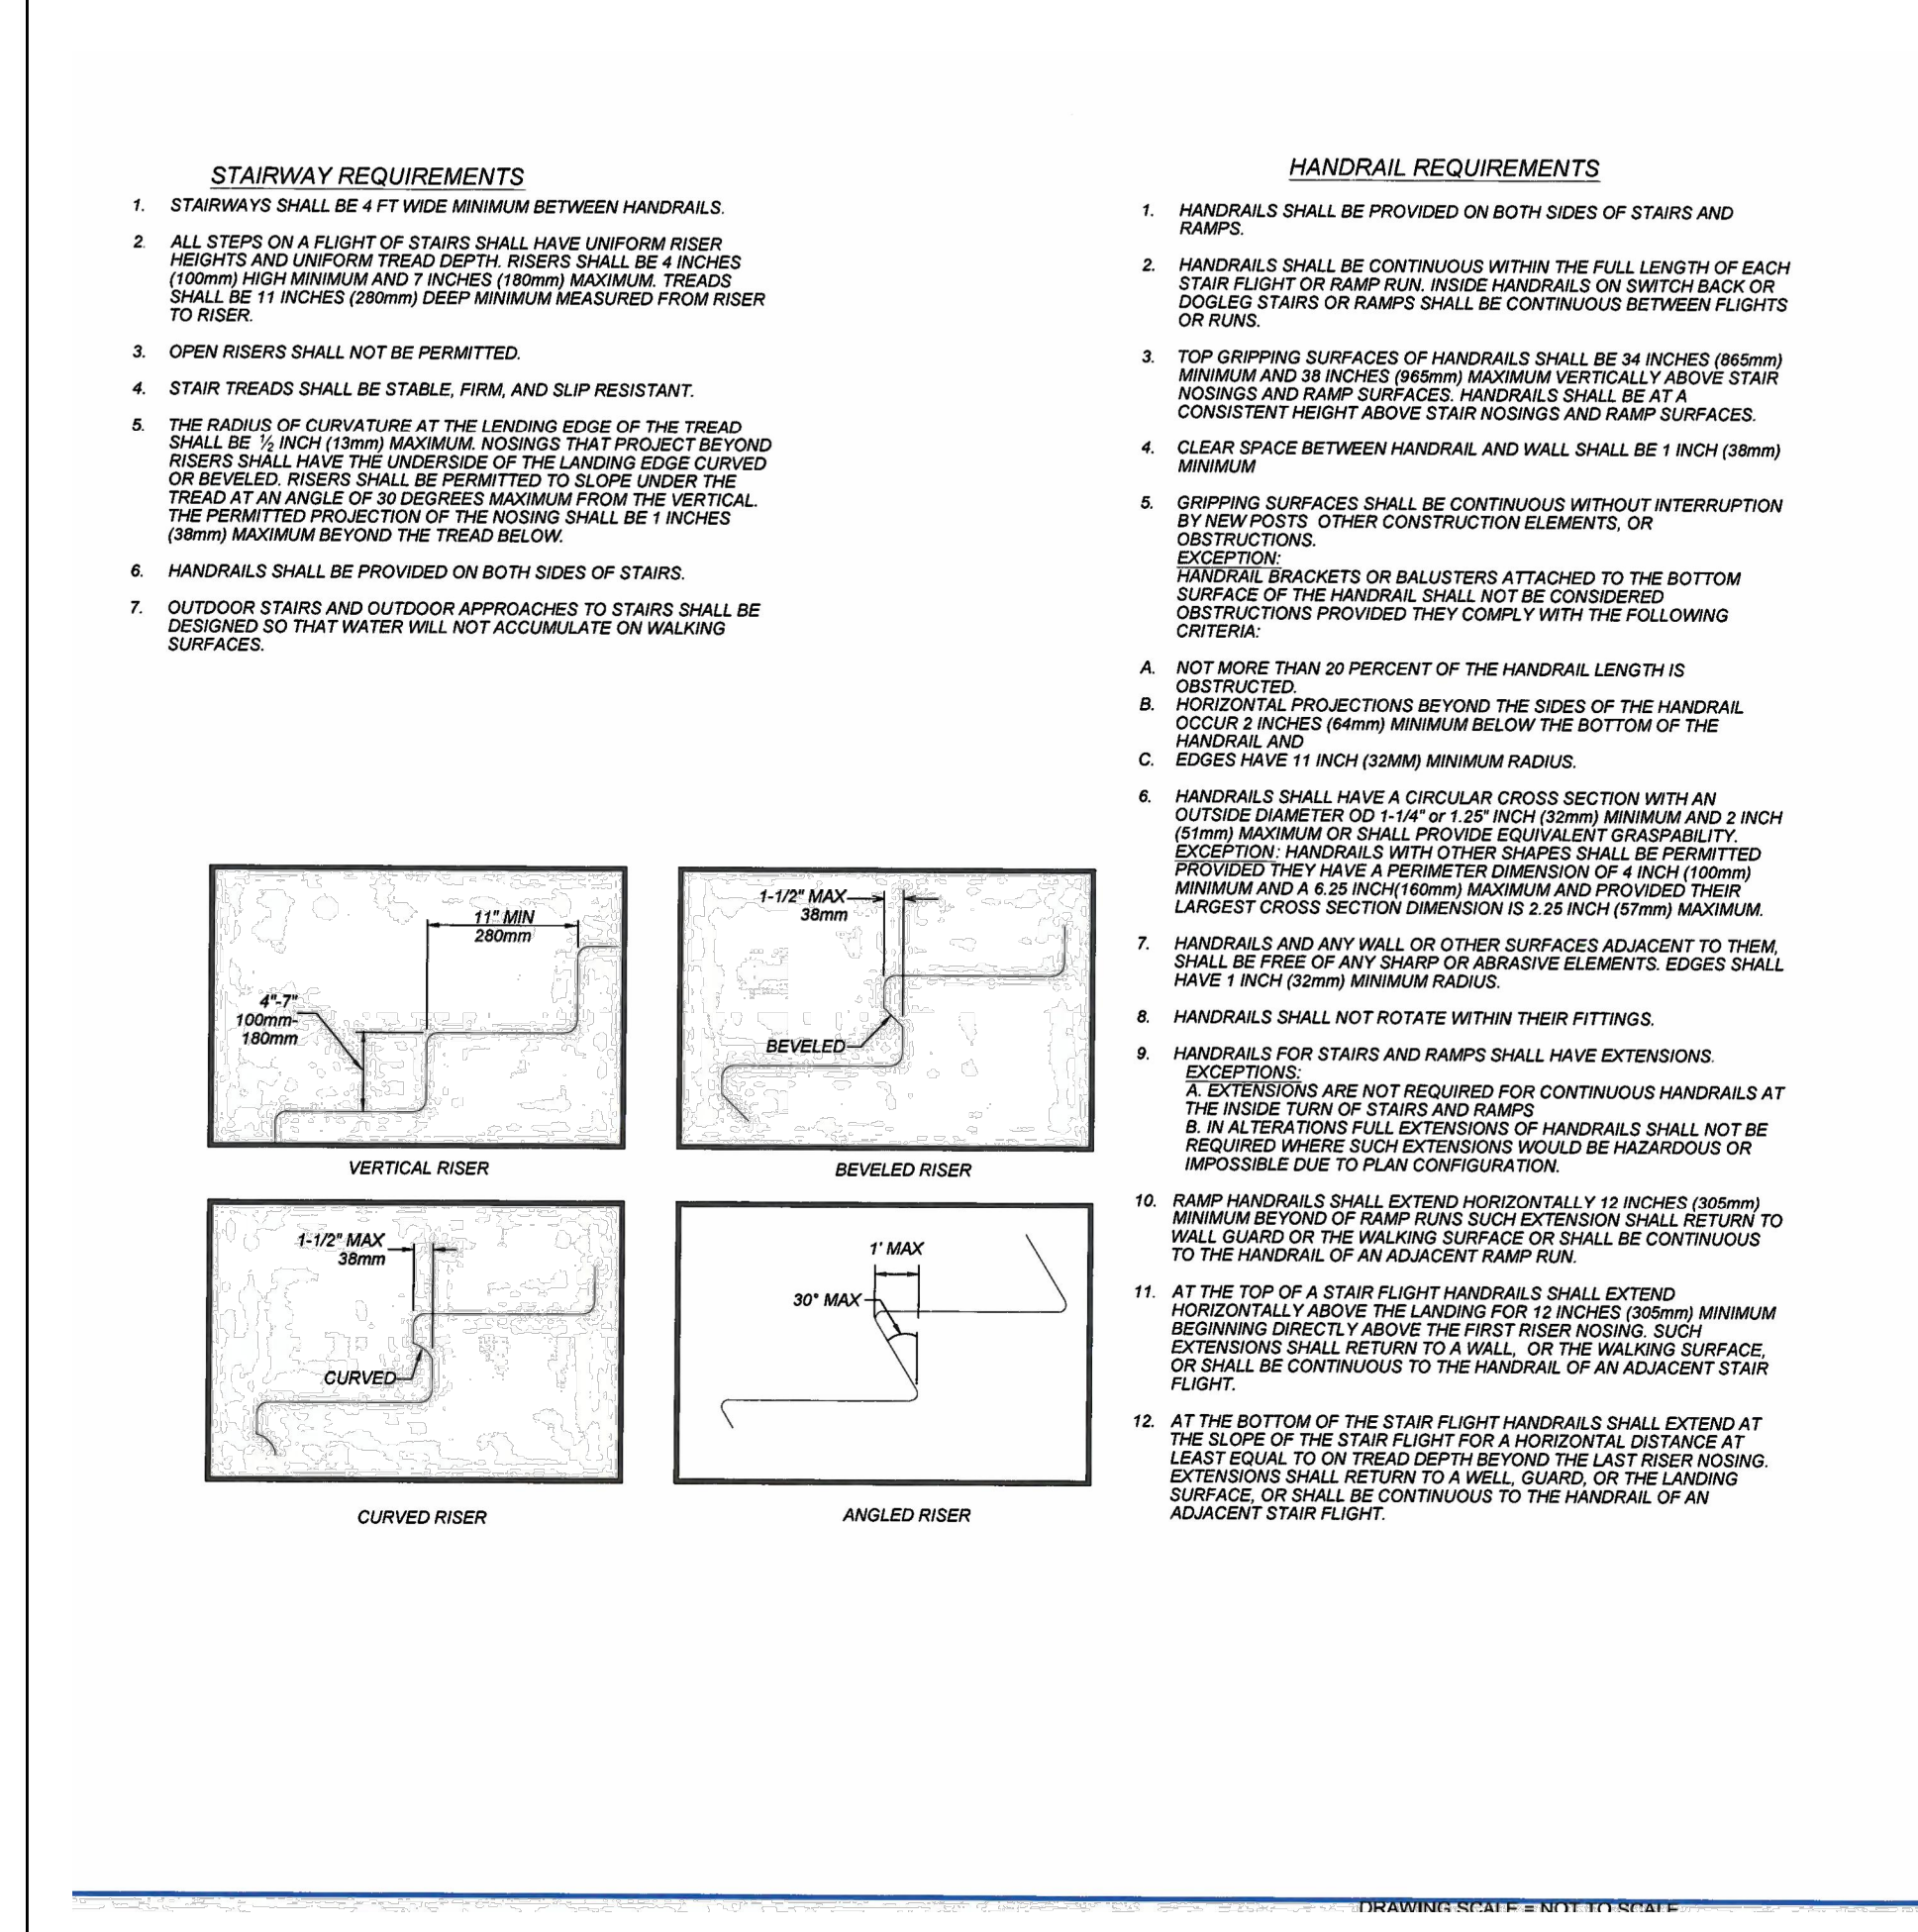 STAIRWAY REQUIREMENTS
1. STAIRWAYS SHALL BE 4 FT WIDE MINIMUM BETWEEN HANDRAILS.
2. ALL STEPS ON A FLIGHT OF STAIRS SHALL HAVE UNIFORM RISER
HEIGHTS AND UNIFORM TREAD DEPTH. RISERS SHALL BE 4 INCHES
(100mm) HIGH MINIMUM AND 7 INCHES (180mm) MAXIMUM. TREADS
SHALL BE 11 INCHES (280mm) DEEP MINIMUM MEASURED FROM RISER
TO RISER.
3. OPEN RISERS SHALL NOT BE PERMITTED.
4. STAIR TREADS SHALL BE STABLE, FIRM, AND SLIP RESISTANT.
5. THE RADIUS OF CURVATURE AT THE LENDING EDGE OF THE TREAD
SHALL BE ½ INCH (13mm) MAXIMUM. NOSINGS THAT PROJECT BEYOND
RISERS SHALL HAVE THE UNDERSIDE OF THE LANDING EDGE CURVED
OR BEVELED. RISERS SHALL BE PERMITTED TO SLOPE UNDER THE
TREAD AT AN ANGLE OF 30 DEGREES MAXIMUM FROM THE VERTICAL.
THE PERMITTED PROJECTION OF THE NOSING SHALL BE 1 INCHES
(38mm) MAXIMUM BEYOND THE TREAD BELOW.
6. HANDRAILS SHALL BE PROVIDED ON BOTH SIDES OF STAIRS.
7. OUTDOOR STAIRS AND OUTDOOR APPROACHES TO STAIRS SHALL BE
DESIGNED SO THAT WATER WILL NOT ACCUMULATE ON WALKING
SURFACES.
11" MIN
280mm
4"-7"
100mm-
180mm
VERTICAL RISER
1-1/2" MAX
38mm
BEVELED
BEVELED RISER
1-1/2" MAX
38mm
CURVED
CURVED RISER
1' MAX
30° MAX
ANGLED RISER
HANDRAIL REQUIREMENTS
1. HANDRAILS SHALL BE PROVIDED ON BOTH SIDES OF STAIRS AND
RAMPS.
2. HANDRAILS SHALL BE CONTINUOUS WITHIN THE FULL LENGTH OF EACH
STAIR FLIGHT OR RAMP RUN. INSIDE HANDRAILS ON SWITCH BACK OR
DOGLEG STAIRS OR RAMPS SHALL BE CONTINUOUS BETWEEN FLIGHTS
OR RUNS.
3. TOP GRIPPING SURFACES OF HANDRAILS SHALL BE 34 INCHES (865mm)
MINIMUM AND 38 INCHES (965mm) MAXIMUM VERTICALLY ABOVE STAIR
NOSINGS AND RAMP SURFACES. HANDRAILS SHALL BE AT A
CONSISTENT HEIGHT ABOVE STAIR NOSINGS AND RAMP SURFACES.
4. CLEAR SPACE BETWEEN HANDRAIL AND WALL SHALL BE 1 INCH (38mm)
MINIMUM
5. GRIPPING SURFACES SHALL BE CONTINUOUS WITHOUT INTERRUPTION
BY NEW POSTS OTHER CONSTRUCTION ELEMENTS, OR
OBSTRUCTIONS.
EXCEPTION:
HANDRAIL BRACKETS OR BALUSTERS ATTACHED TO THE BOTTOM
SURFACE OF THE HANDRAIL SHALL NOT BE CONSIDERED
OBSTRUCTIONS PROVIDED THEY COMPLY WITH THE FOLLOWING
CRITERIA:
A. NOT MORE THAN 20 PERCENT OF THE HANDRAIL LENGTH IS
OBSTRUCTED.
B. HORIZONTAL PROJECTIONS BEYOND THE SIDES OF THE HANDRAIL
OCCUR 2 INCHES (64mm) MINIMUM BELOW THE BOTTOM OF THE
HANDRAIL AND
C. EDGES HAVE 11 INCH (32MM) MINIMUM RADIUS.
6. HANDRAILS SHALL HAVE A CIRCULAR CROSS SECTION WITH AN
OUTSIDE DIAMETER OD 1-1/4" or 1.25" INCH (32mm) MINIMUM AND 2 INCH
(51mm) MAXIMUM OR SHALL PROVIDE EQUIVALENT GRASPABILITY.
EXCEPTION: HANDRAILS WITH OTHER SHAPES SHALL BE PERMITTED
PROVIDED THEY HAVE A PERIMETER DIMENSION OF 4 INCH (100mm)
MINIMUM AND A 6.25 INCH(160mm) MAXIMUM AND PROVIDED THEIR
LARGEST CROSS SECTION DIMENSION IS 2.25 INCH (57mm) MAXIMUM.
7. HANDRAILS AND ANY WALL OR OTHER SURFACES ADJACENT TO THEM,
SHALL BE FREE OF ANY SHARP OR ABRASIVE ELEMENTS. EDGES SHALL
HAVE 1 INCH (32mm) MINIMUM RADIUS.
8. HANDRAILS SHALL NOT ROTATE WITHIN THEIR FITTINGS.
9. HANDRAILS FOR STAIRS AND RAMPS SHALL HAVE EXTENSIONS.
EXCEPTIONS:
A. EXTENSIONS ARE NOT REQUIRED FOR CONTINUOUS HANDRAILS AT
THE INSIDE TURN OF STAIRS AND RAMPS
B. IN ALTERATIONS FULL EXTENSIONS OF HANDRAILS SHALL NOT BE
REQUIRED WHERE SUCH EXTENSIONS WOULD BE HAZARDOUS OR
IMPOSSIBLE DUE TO PLAN CONFIGURATION.
10. RAMP HANDRAILS SHALL EXTEND HORIZONTALLY 12 INCHES (305mm)
MINIMUM BEYOND OF RAMP RUNS SUCH EXTENSION SHALL RETURN TO
WALL GUARD OR THE WALKING SURFACE OR SHALL BE CONTINUOUS
TO THE HANDRAIL OF AN ADJACENT RAMP RUN.
11. AT THE TOP OF A STAIR FLIGHT HANDRAILS SHALL EXTEND
HORIZONTALLY ABOVE THE LANDING FOR 12 INCHES (305mm) MINIMUM
BEGINNING DIRECTLY ABOVE THE FIRST RISER NOSING. SUCH
EXTENSIONS SHALL RETURN TO A WALL, OR THE WALKING SURFACE,
OR SHALL BE CONTINUOUS TO THE HANDRAIL OF AN ADJACENT STAIR
FLIGHT.
12. AT THE BOTTOM OF THE STAIR FLIGHT HANDRAILS SHALL EXTEND AT
THE SLOPE OF THE STAIR FLIGHT FOR A HORIZONTAL DISTANCE AT
LEAST EQUAL TO ON TREAD DEPTH BEYOND THE LAST RISER NOSING.
EXTENSIONS SHALL RETURN TO A WELL, GUARD, OR THE LANDING
SURFACE, OR SHALL BE CONTINUOUS TO THE HANDRAIL OF AN
ADJACENT STAIR FLIGHT.
DRAWING SCALE = NOT TO SCALE